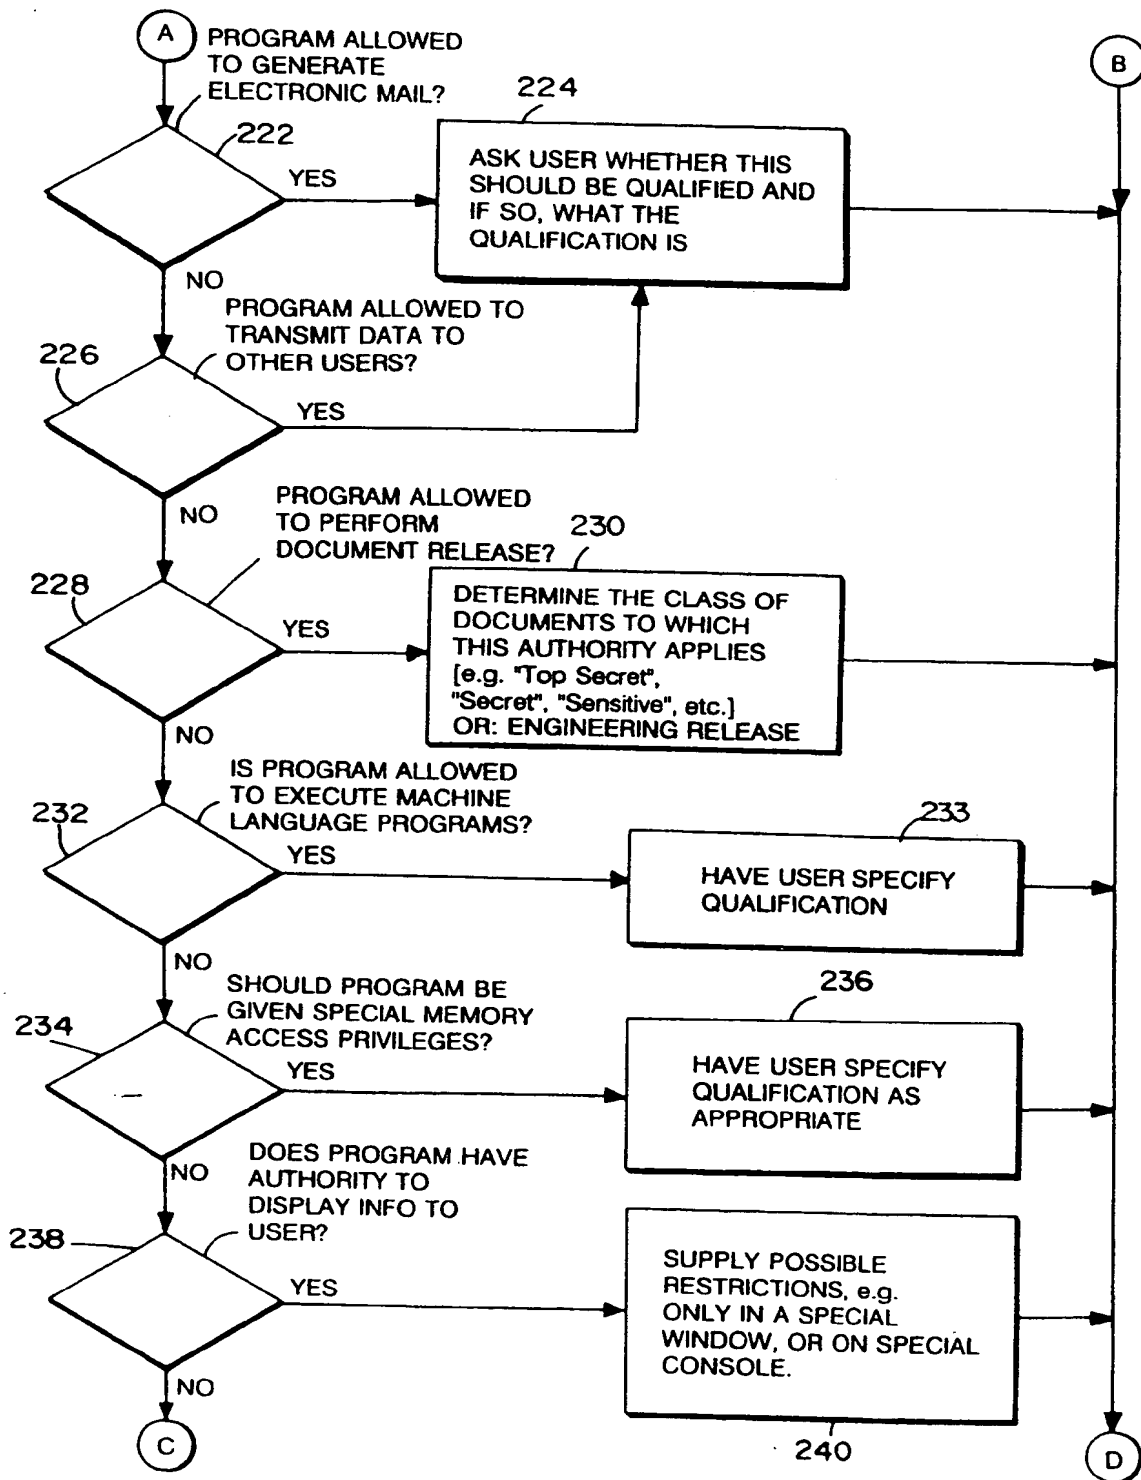 A
PROGRAM ALLOWED
TO GENERATE
ELECTRONIC MAIL?
B
222
YES
224
ASK USER WHETHER THIS
SHOULD BE QUALIFIED AND
IF SO, WHAT THE
QUALIFICATION IS
NO
PROGRAM ALLOWED TO
TRANSMIT DATA TO
OTHER USERS?
226
YES
NO
PROGRAM ALLOWED
TO PERFORM
DOCUMENT RELEASE?
228
YES
230
DETERMINE THE CLASS OF
DOCUMENTS TO WHICH
THIS AUTHORITY APPLIES
[e.g. "Top Secret",
"Secret", "Sensitive", etc.]
OR: ENGINEERING RELEASE
NO
IS PROGRAM ALLOWED
TO EXECUTE MACHINE
LANGUAGE PROGRAMS?
232
YES
233
HAVE USER SPECIFY
QUALIFICATION
NO
SHOULD PROGRAM BE
GIVEN SPECIAL MEMORY
ACCESS PRIVILEGES?
234
YES
236
HAVE USER SPECIFY
QUALIFICATION AS
APPROPRIATE
NO
DOES PROGRAM HAVE
AUTHORITY TO
DISPLAY INFO TO
USER?
238
YES
SUPPLY POSSIBLE
RESTRICTIONS, e.g.
ONLY IN A SPECIAL
WINDOW, OR ON SPECIAL
CONSOLE.
240
NO
C
D